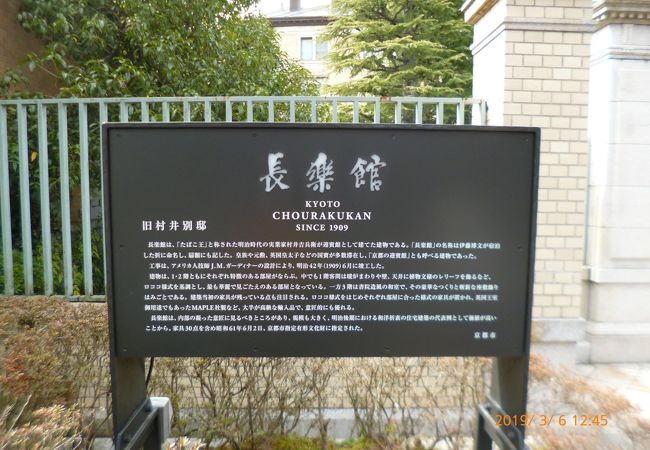 長樂館
KYOTO
CHOURAKUKAN
SINCE 1909
旧村井別邸
長楽館は、「たばこ王」と称された明治時代の実業家村井吉兵衛が迎賓館として建てた建物である。「長楽館」の名称は伊藤博文が宿泊
した折に命名し、扁額にも記した。皇族や元勲、英国皇太子などの国賓が多数滞在し、「京都の迎賓館」とも呼べる建物であった。
工事は、アメリカ人技師J.M.ガーディナーの設計により、明治42年(1909)6月に竣工した。
建物は、1・2階ともにそれぞれ特徴のある部屋がならぶ。中でも1階客間は暖炉まわりや壁、天井に植物文様のレリーフを飾るなど、
ロココ様式を基調とし、最も華麗で見ごたえのある部屋となっている。一方3階は書院造風の和室で、その豪華なつくりと斬新な座敷飾り
はみごとである。建築当初の家具が残っている点も注目される。ロココ様式をはじめそれぞれ部屋に合った様式の家具が置かれ、英国王室
御用達でもあったMAPLE社製など、大半が高級な輸入品で、意匠的にも優れる。
長楽館は、内部の凝った意匠に見るべきところがあり、規模も大きく、明治後期における和洋折衷の住宅建築の代表例として価値が高い
ことから、家具30点を含め昭和61年6月2日、京都市指定有形文化財に指定された。
京都市
2019/ 3/ 6 12:45